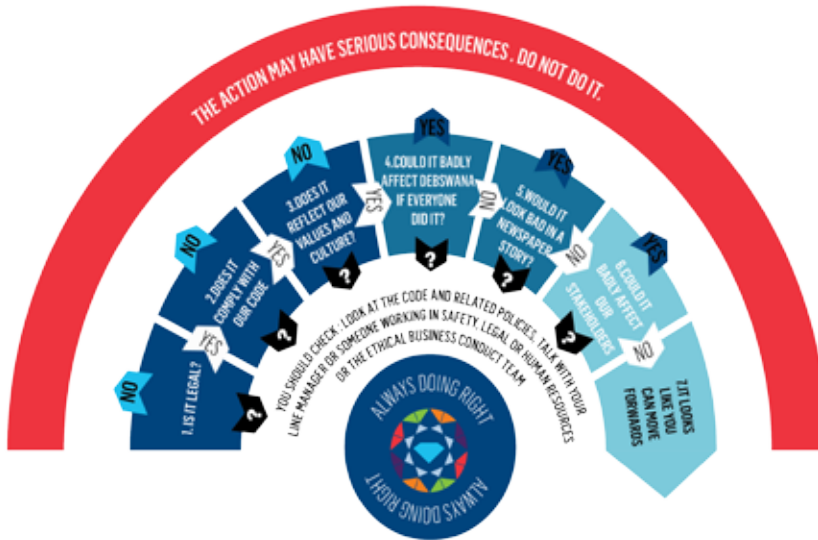 THE ACTION MAY HAVE SERIOUS CONSEQUENCES. DO NOT DO IT.
NO
1.IS IT LEGAL?
YES
?
NO
2.DOES IT
COMPLY WITH
OUR CODE
YES
?
NO
3.DOES IT
REFLECT OUR
VALUES AND
CULTURE?
YES
?
YES
4.COULD IT BADLY
AFFECT DEBSWANA
IF EVERYONE
DID IT?
NO
?
YES
5.WOULD IT
LOOK BAD IN A
NEWSPAPER
STORY?
NO
?
YES
6.COULD IT
BADLY AFFECT
OUR
STAKEHOLDERS
NO
?
7.IT LOOKS
LIKE YOU
CAN MOVE
FORWARDS
YOU SHOULD CHECK : LOOK AT THE CODE AND RELATED POLICIES, TALK WITH YOUR
LINE MANAGER OR SOMEONE WORKING IN SAFETY, LEGAL OR HUMAN RESOURCES
OR THE ETHICAL BUSINESS CONDUCT TEAM
ALWAYS DOING RIGHT
ALWAYS DOING RIGHT